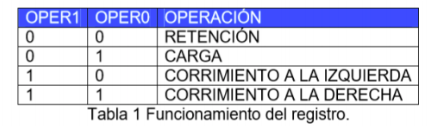 OPER1 OPER0 OPERACIÓN
0 0 RETENCIÓN
0 1 CARGA
1 0 CORRIMIENTO A LA IZQUIERDA
1 1 CORRIMIENTO A LA DERECHA
Tabla 1 Funcionamiento del registro.